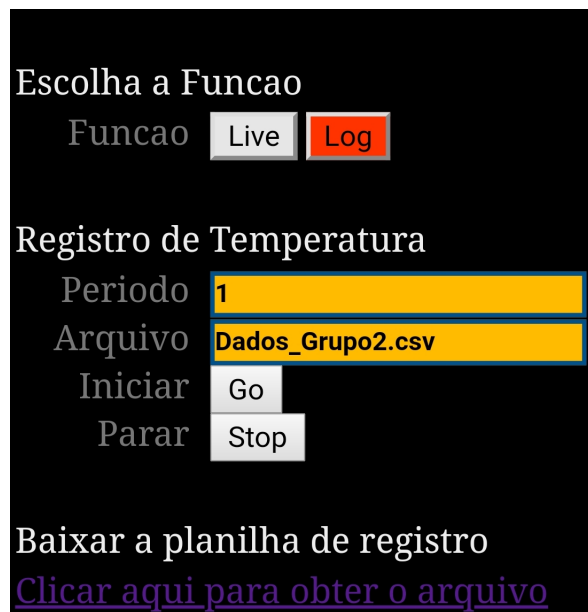 Escolha a Funcao
Funcao Live Log
Registro de Temperatura
Periodo 1
Arquivo Dados_Grupo2.csv
Iniciar Go
Parar Stop
Baixar a planilha de registro
Clicar aqui para obter o arquivo